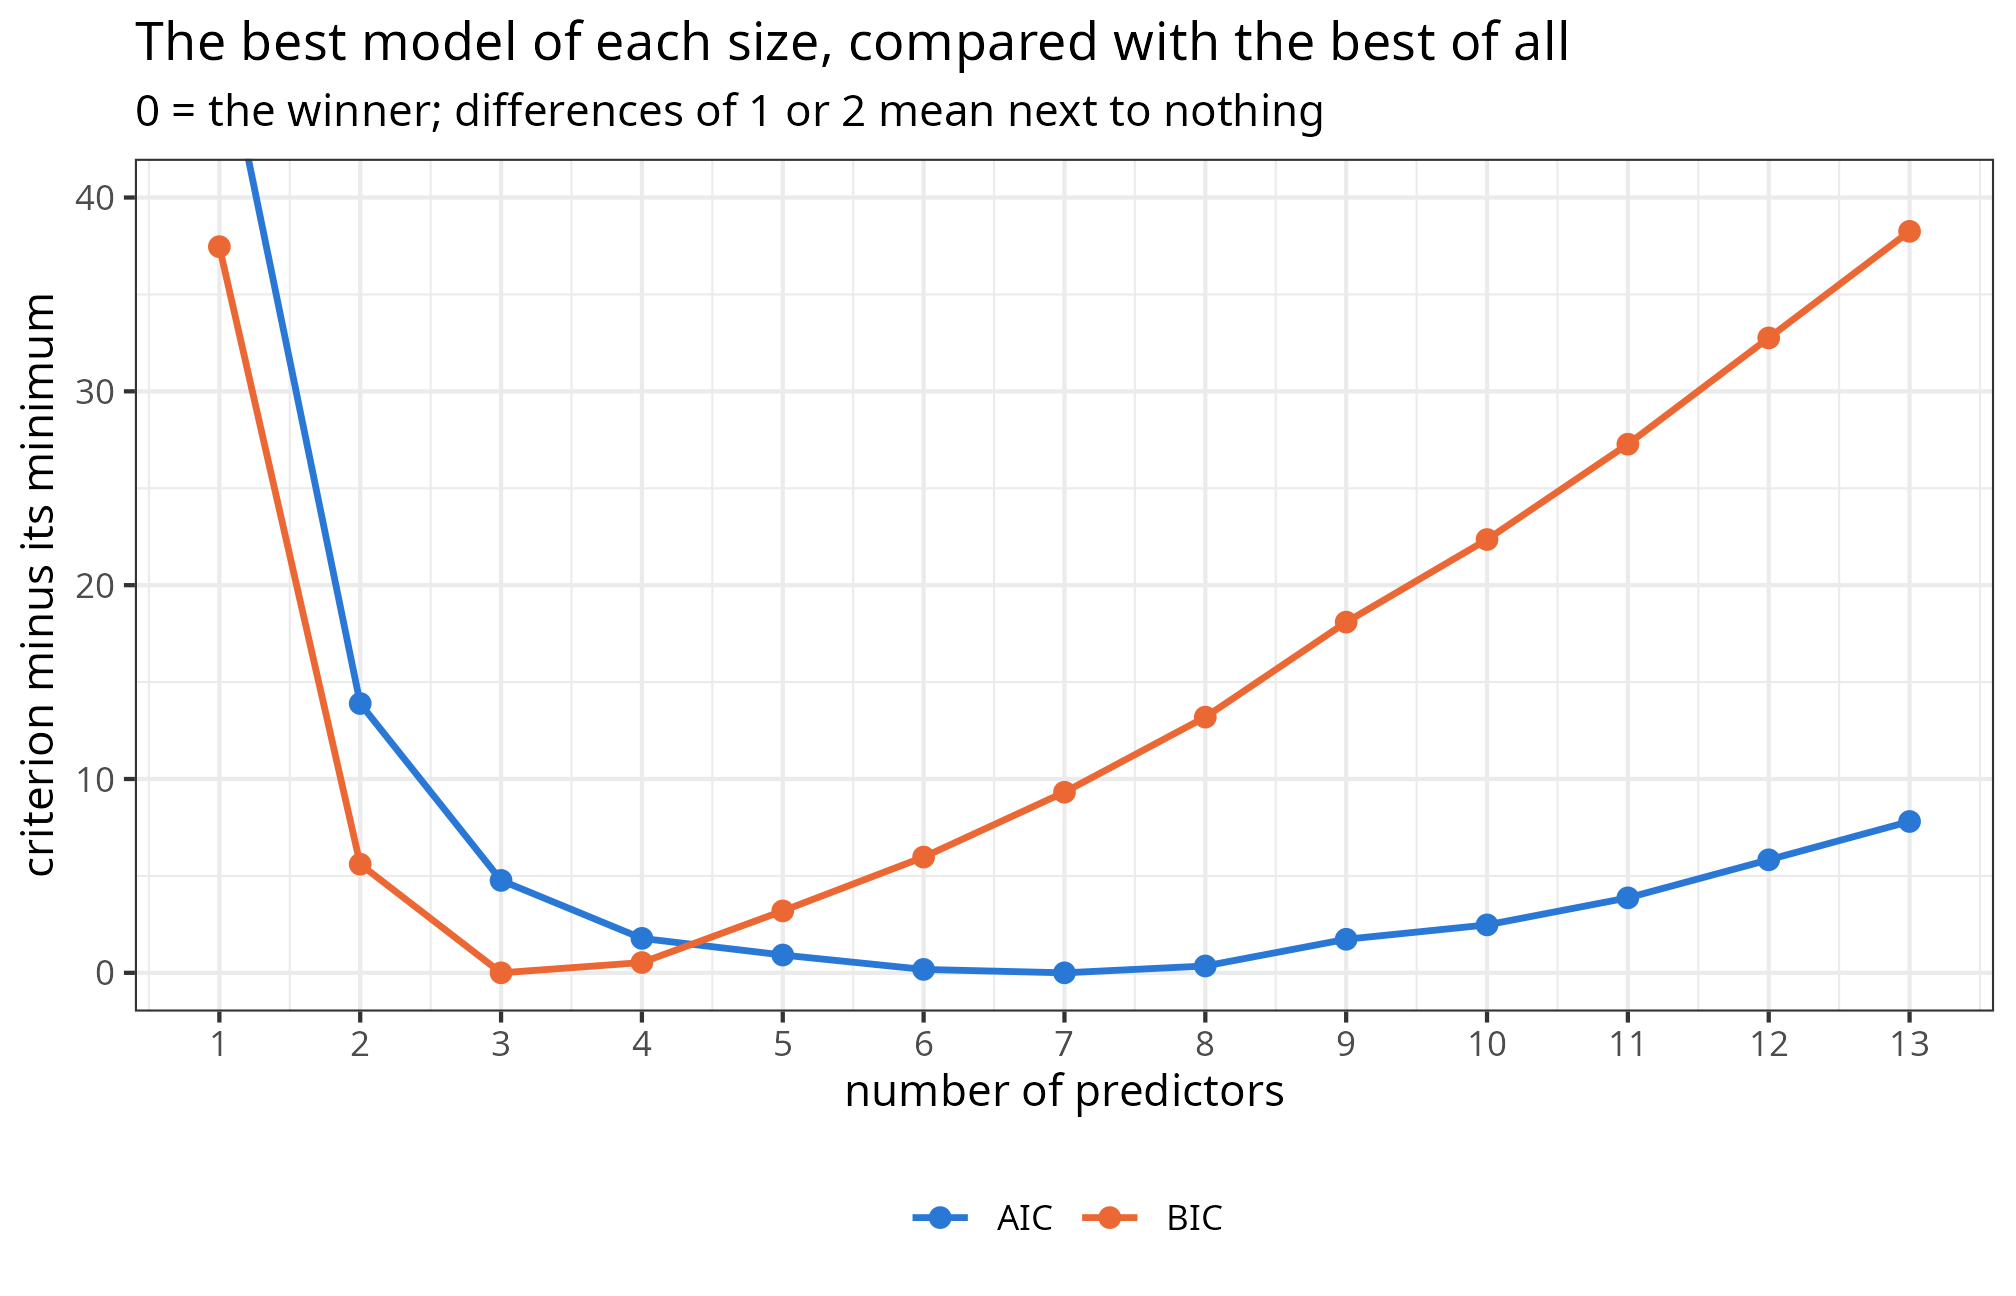 The best model of each size, compared with the best of all
0 = the winner; differences of 1 or 2 mean next to nothing
criterion minus its minimum
40
30
20
10
0
1 2 3 4 5 6 7 8 9 10 11 12 13
number of predictors
AIC BIC